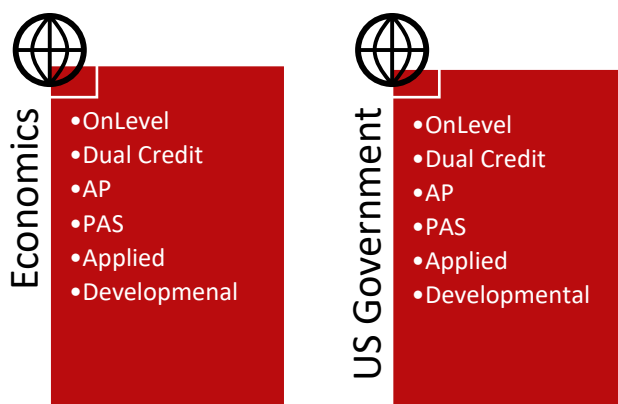 Economics
•OnLevel
•Dual Credit
•AP
•PAS
•Applied
•Developmenal
US Government
•OnLevel
•Dual Credit
•AP
•PAS
•Applied
•Developmental